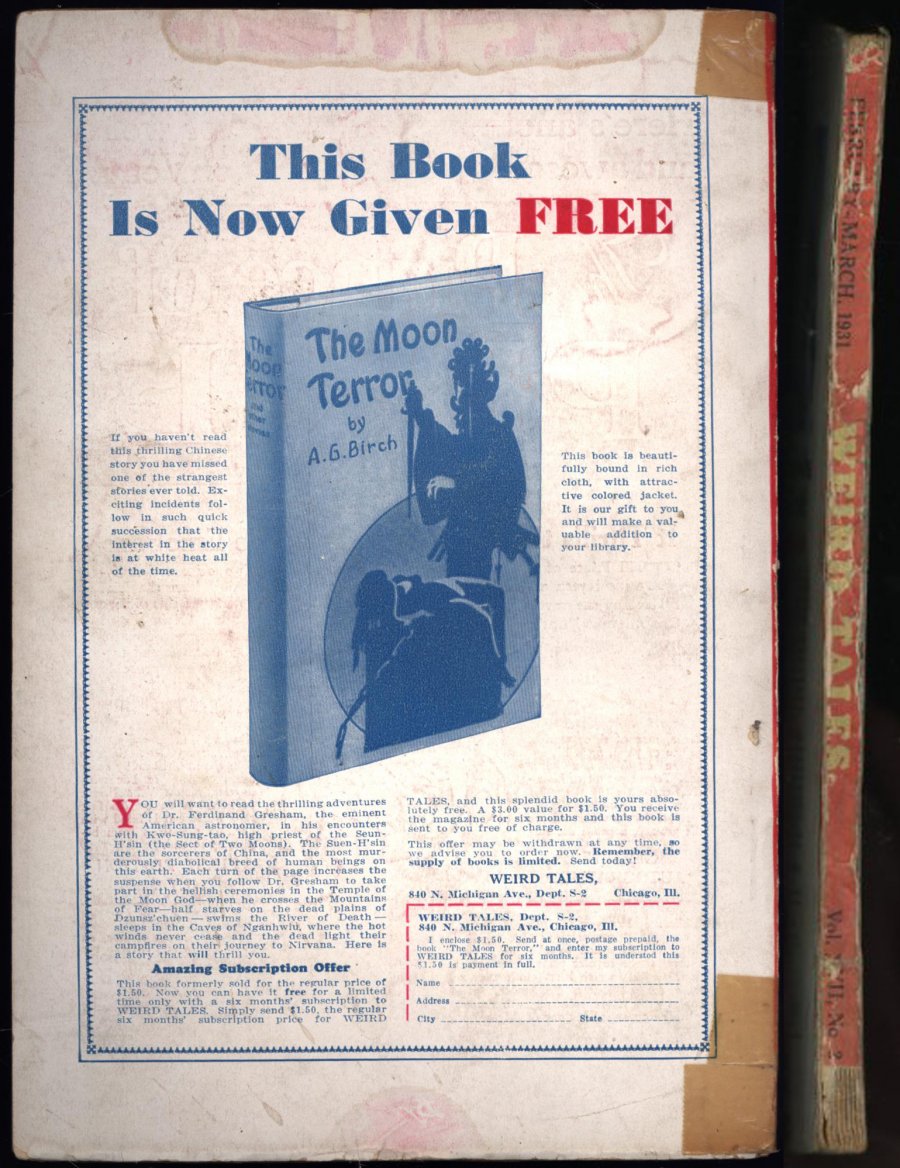 This Book
Is Now Given FREE
The Moon
Terror
by
A.G.Birch
The
Terror
If you haven't read
this thrilling Chinese
story you have missed
one of the strangest
stories ever told. Ex-
citing incidents fol-
low in such quick
succession that the
interest in the story
is at white heat all
of the time.
This book is beauti-
fully bound in rich
cloth, with attrac-
tive colored jacket.
It is our gift to you
and will make a val-
uable addition to
your library.
YOU will want to read the thrilling adventures
of Dr. Ferdinand Gresham, the eminent
American astronomer, in his encounters
with Kwo-Sung-tao, high priest of the Seun-
H'sin (the Sect of Two Moons). The Suen-H'sin
are the sorcerers of China, and the most mur-
derously diabolical breed of human beings on
this earth. Each turn of the page increases the
suspense when you follow Dr. Gresham to take
part in the hellish ceremonies in the Temple of
the Moon God—when he crosses the Mountains
of Fear—half starves on the dead plains of
Dzunsz'chuen — swims the River of Death —
sleeps in the Caves of Nganhwiu, where the hot
winds never cease and the dead light their
campfires on their journey to Nirvana. Here is
a story that will thrill you.
Amazing Subscription Offer
This book formerly sold for the regular price of
$1.50. Now you can have it free for a limited
time only with a six months' subscription to
WEIRD TALES. Simply send $1.50, the regular
six months' subscription price for WEIRD
TALES, and this splendid book is yours abso-
lutely free. A $3.00 value for $1.50. You receive
the magazine for six months and this book is
sent to you free of charge.
This offer may be withdrawn at any time, so
we advise you to order now. Remember, the
supply of books is limited. Send today!
WEIRD TALES,
840 N. Michigan Ave., Dept. S-2 Chicago, Ill.
WEIRD TALES, Dept. S-2,
840 N. Michigan Ave., Chicago, Ill.
I enclose $1.50. Send at once, postage prepaid, the
book "The Moon Terror," and enter my subscription to
WEIRD TALES for six months. It is understod this
$1.50 is payment in full.
Name
Address
City State
MARCH, 1931
WEIRD TALES
Vol. No. 2